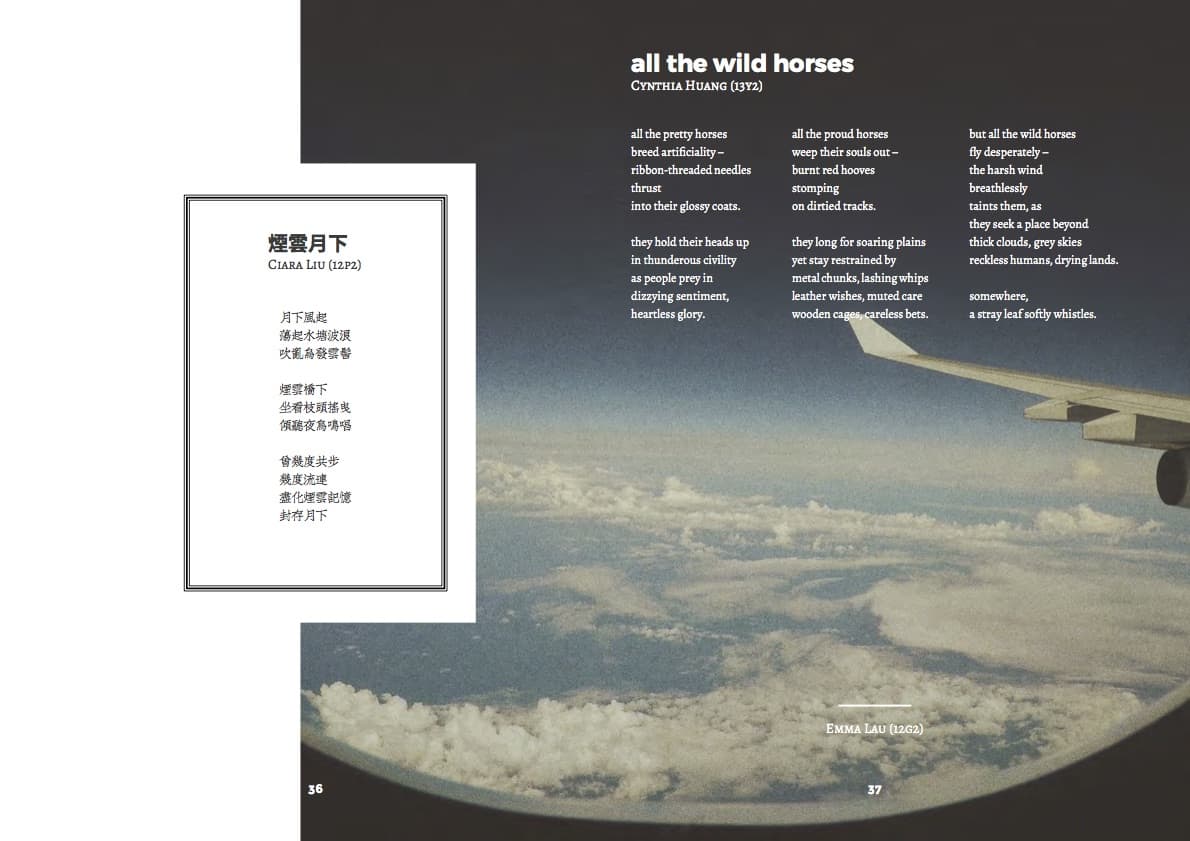 煙雲月下
Ciara Liu (12P2)
月下風起
蕩起水塘波漠
吹亂烏發雲髻
煙雲橋下
坐看枝頭搖曳
傾聽夜鳥鳴唱
曾幾度共步
幾度流連
盡化煙雲記憶
封存月下
36
all the wild horses
Cynthia Huang (13Y2)
all the pretty horses
breed artificiality –
ribbon-threaded needles
thrust
into their glossy coats.
they hold their heads up
in thunderous civility
as people prey in
dizzying sentiment,
heartless glory.
all the proud horses
weep their souls out –
burnt red hooves
stomping
on dirtied tracks.
they long for soaring plains
yet stay restrained by
metal chunks, lashing whips
leather wishes, muted care
wooden cages, careless bets.
but all the wild horses
fly desperately –
the harsh wind
breathlessly
taints them, as
they seek a place beyond
thick clouds, grey skies
reckless humans, drying lands.
somewhere,
a stray leaf softly whistles.
Emma Lau (12G2)
37